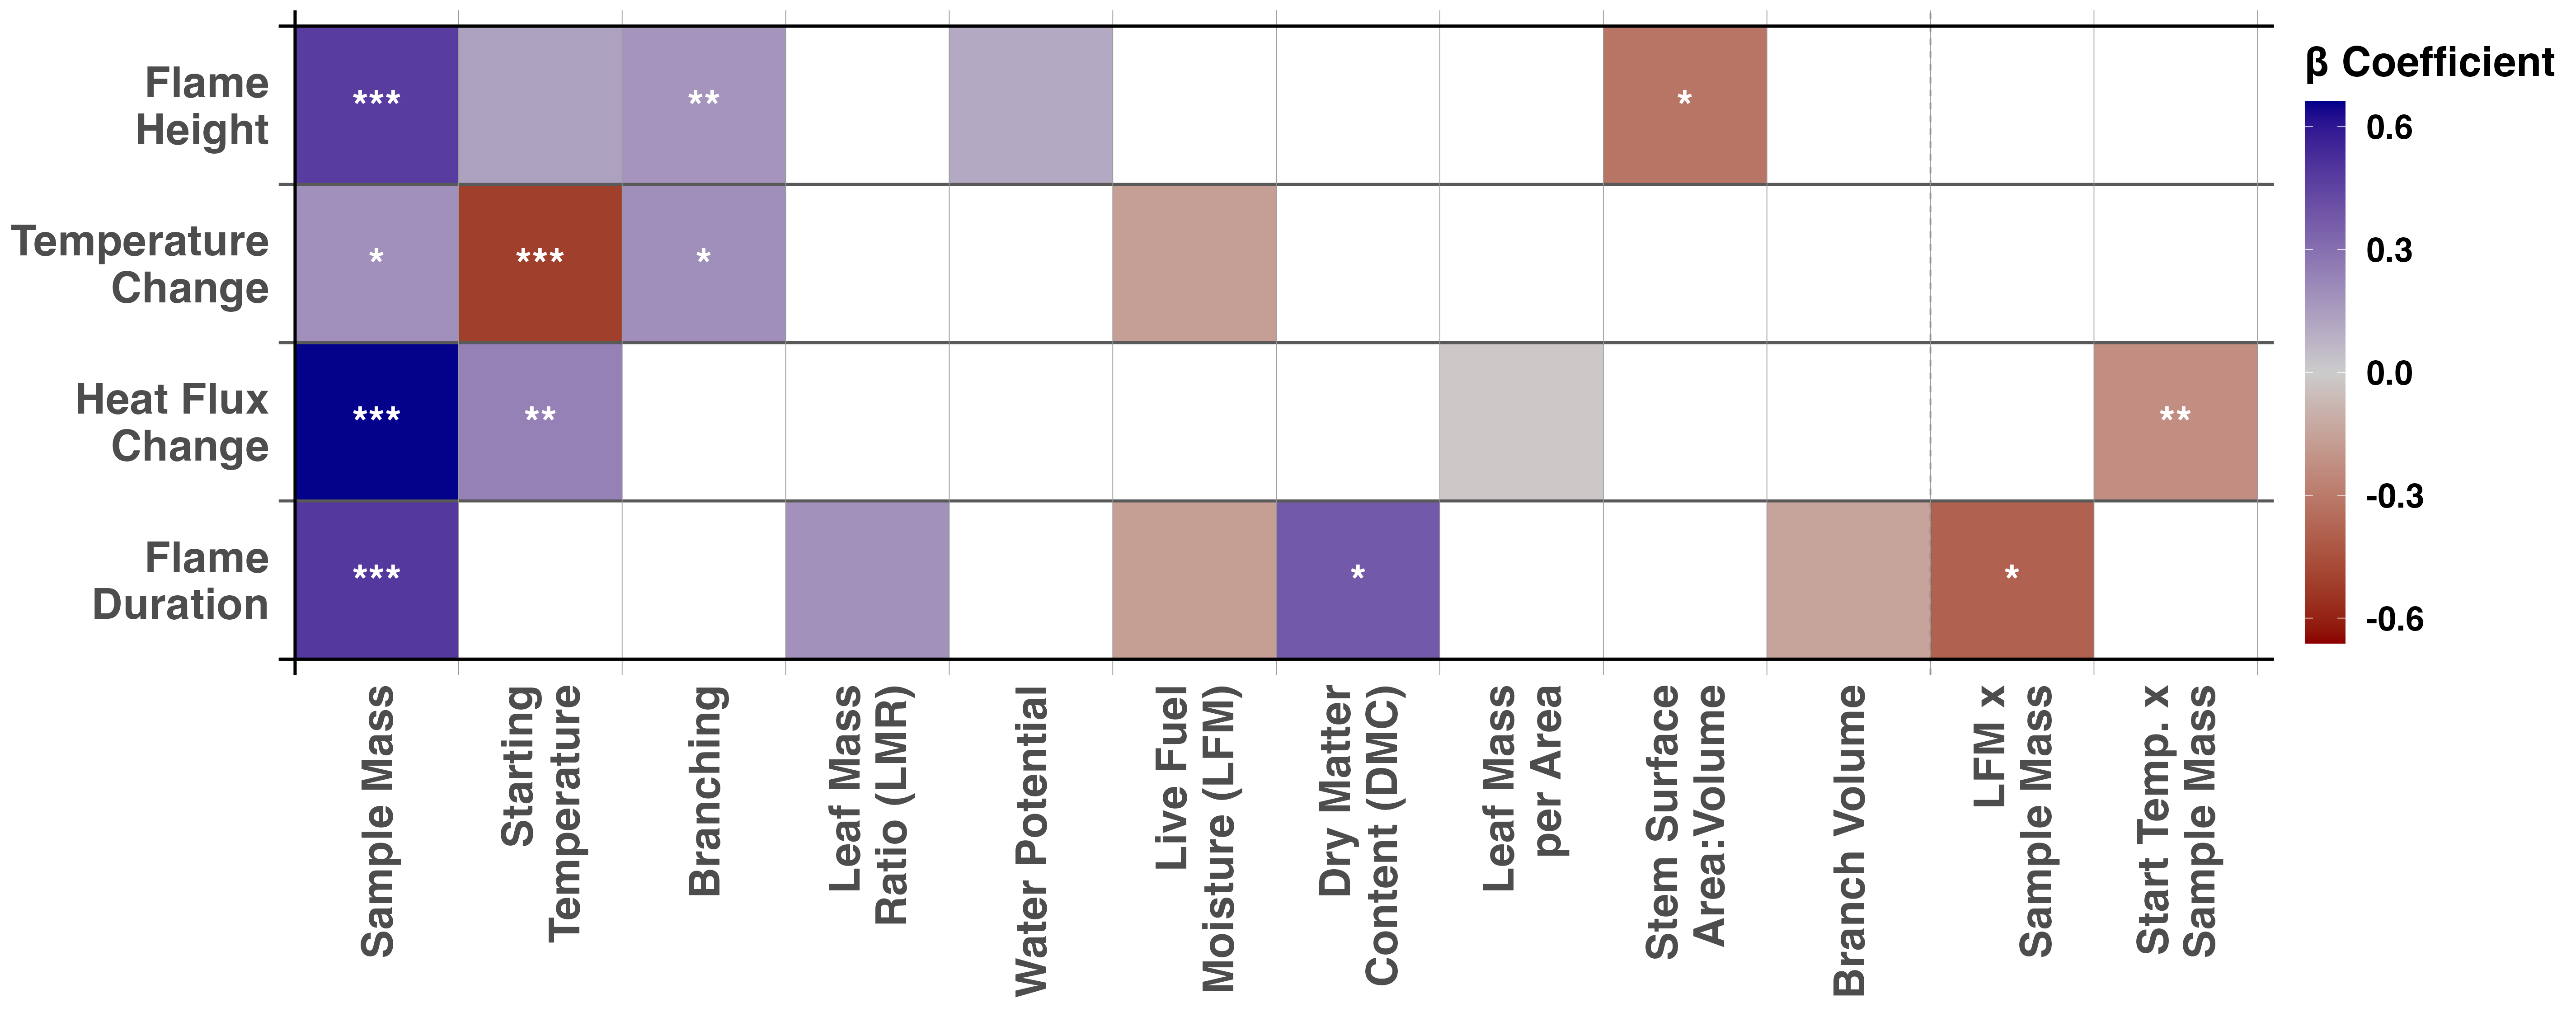 Flame
Height
***
**
*
Temperature
Change
*
***
*
Heat Flux
Change
***
**
**
Flame
Duration
***
*
*
Sample Mass
Starting
Temperature
Branching
Leaf Mass
Ratio (LMR)
Water Potential
Live Fuel
Moisture (LFM)
Dry Matter
Content (DMC)
Leaf Mass
per Area
Stem Surface
Area:Volume
Branch Volume
LFM x
Sample Mass
Start Temp. x
Sample Mass
β Coefficient
0.6
0.3
0.0
-0.3
-0.6